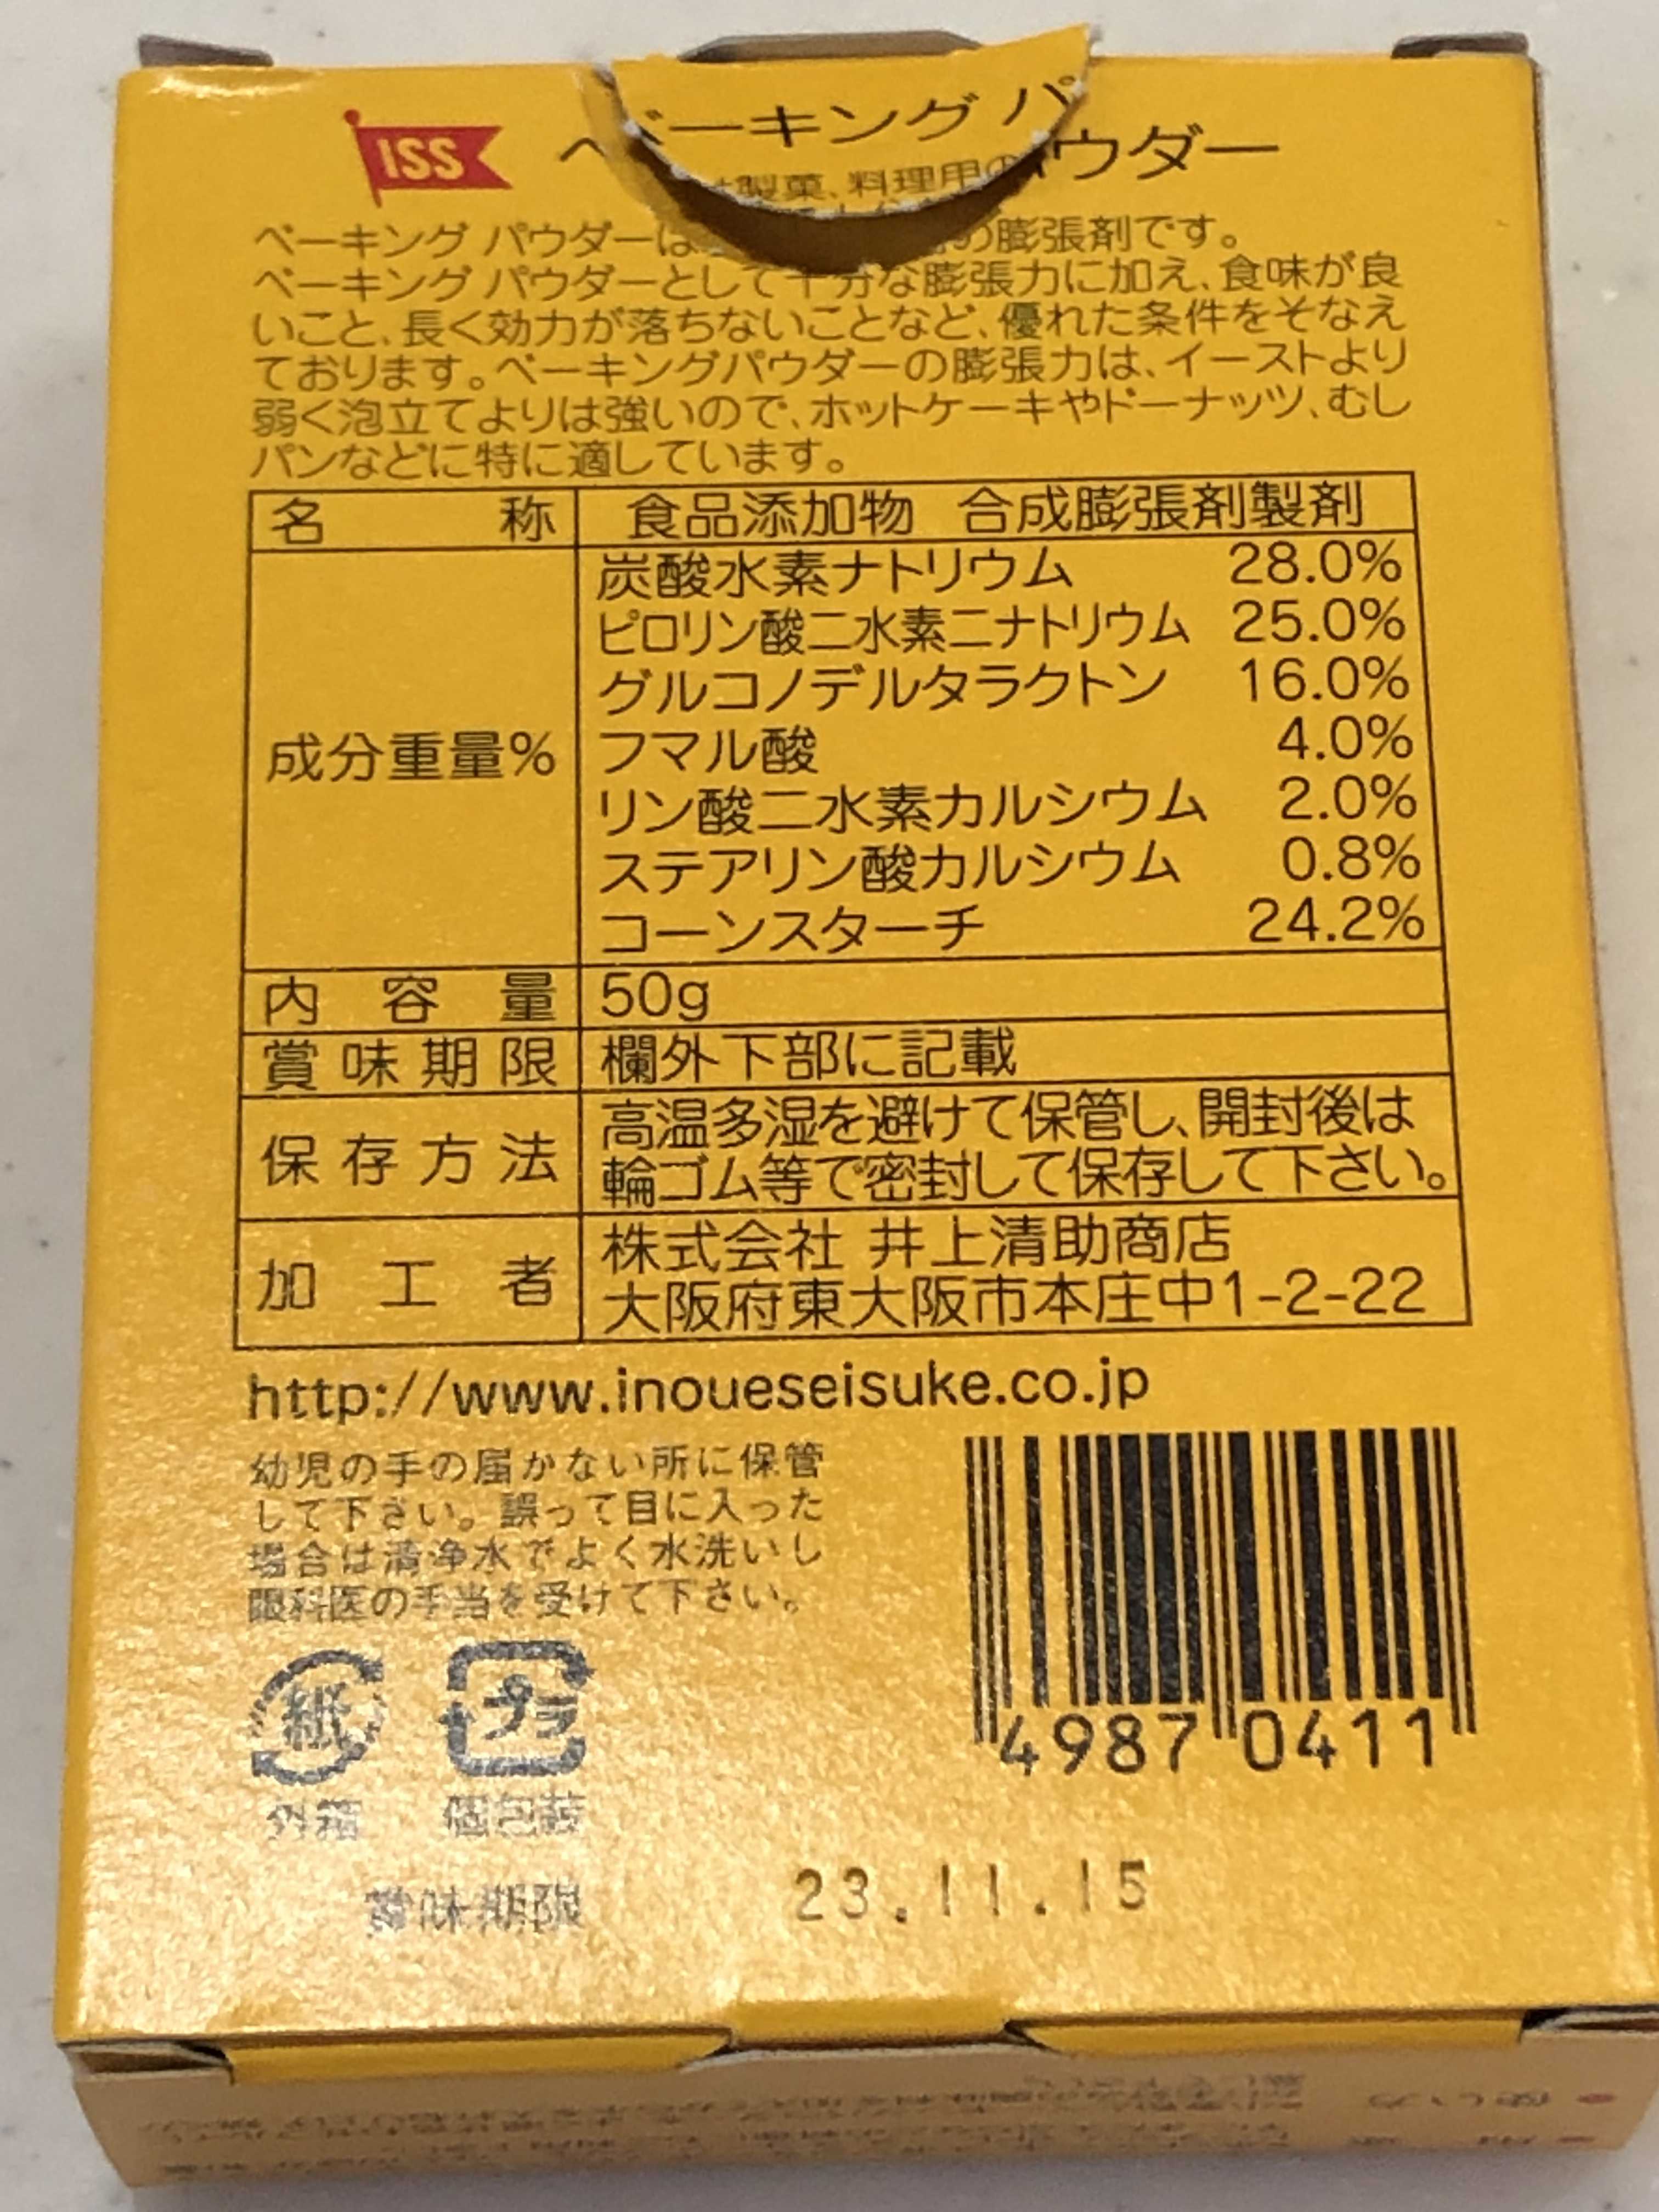 ISS
ベーキング パウダー
ベーキング パ
製菓、料理用の
ベーキング パウダーは の膨張剤です。
ベーキング パウダーとして十分な膨張力に加え、食味が良
いこと、長く効力が落ちないことなど、優れた条件をそなえ
ております。ベーキングパウダーの膨張力は、イーストより
弱く泡立てよりは強いので、ホットケーキやドーナッツ、むし
パンなどに特に適しています。
名称 食品添加物 合成膨張剤製剤
成分重量%
炭酸水素ナトリウム 28.0%
ピロリン酸二水素二ナトリウム 25.0%
グルコノデルタラクトン 16.0%
フマル酸 4.0%
リン酸二水素カルシウム 2.0%
ステアリン酸カルシウム 0.8%
コーンスターチ 24.2%
内容量 50g
賞味期限 欄外下部に記載
保存方法 高温多湿を避けて保管し、開封後は
輪ゴム等で密封して保存して下さい。
加工者 株式会社 井上清助商店
大阪府東大阪市本庄中1-2-22
http://www.inoueseisuke.co.jp
幼児の手の届かない所に保管
して下さい。誤って目に入った
場合は清浄水でよく水洗いし
眼科医の手当を受けて下さい。
紙 プラ
外箱 個包装
4987 0411
賞味期限 23.11.15